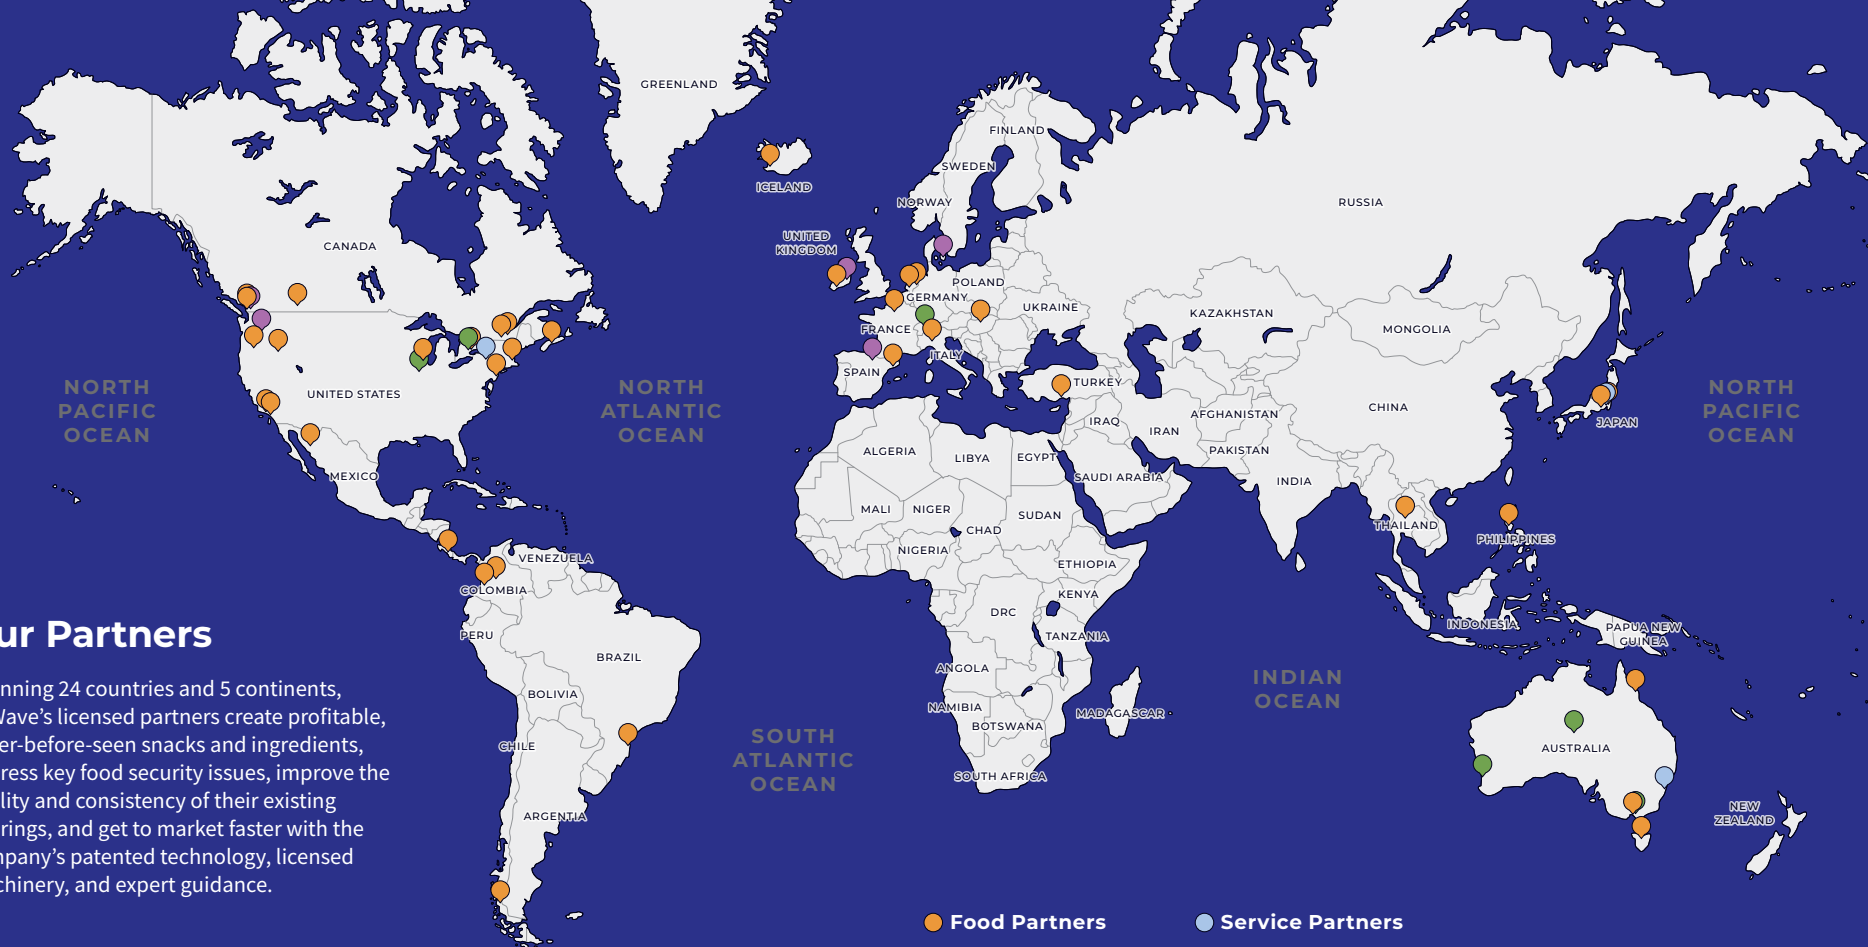 GREENLAND
FINLAND
SWEDEN
ICELAND
NORWAY
RUSSIA
UNITED
KINGDOM
CANADA
POLAND
GERMANY
UKRAINE
KAZAKHSTAN
FRANCE
MONGOLIA
ITALY
SPAIN
TURKEY
UNITED STATES
NORTH
PACIFIC
OCEAN
NORTH
ATLANTIC
OCEAN
NORTH
PACIFIC
OCEAN
CHINA
AFGHANISTAN
IRAQ
IRAN
JAPAN
ALGERIA
LIBYA
EGYPT
PAKISTAN
MEXICO
SAUDI ARABIA
INDIA
MALI
NIGER
SUDAN
CHAD
THAILAND
PHILIPPINES
NIGERIA
VENEZUELA
ETHIOPIA
COLOMBIA
KENYA
DRC
INDONESIA
PAPUA NEW
GUINEA
PERU
TANZANIA
BRAZIL
ANGOLA
INDIAN
OCEAN
BOLIVIA
NAMIBIA
MADAGASCAR
BOTSWANA
SOUTH
ATLANTIC
OCEAN
CHILE
AUSTRALIA
SOUTH AFRICA
ARGENTIA
NEW
ZEALAND
ur Partners
nning 24 countries and 5 continents,
Wave's licensed partners create profitable,
er-before-seen snacks and ingredients,
ress key food security issues, improve the
lity and consistency of their existing
rings, and get to market faster with the
mpany's patented technology, licensed
chinery, and expert guidance.
Food Partners
Service Partners